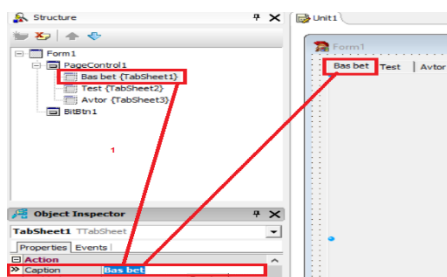 Structure
Form1
PageControl1
Bas bet {TabSheet1}
Test {TabSheet2}
Avtor {TabSheet3}
BitBtn1
1
Object Inspector
TabSheet1 TTabSheet
Properties Events
Action
Caption Bas bet
Unit1
Form1
Bas bet Test Avtor